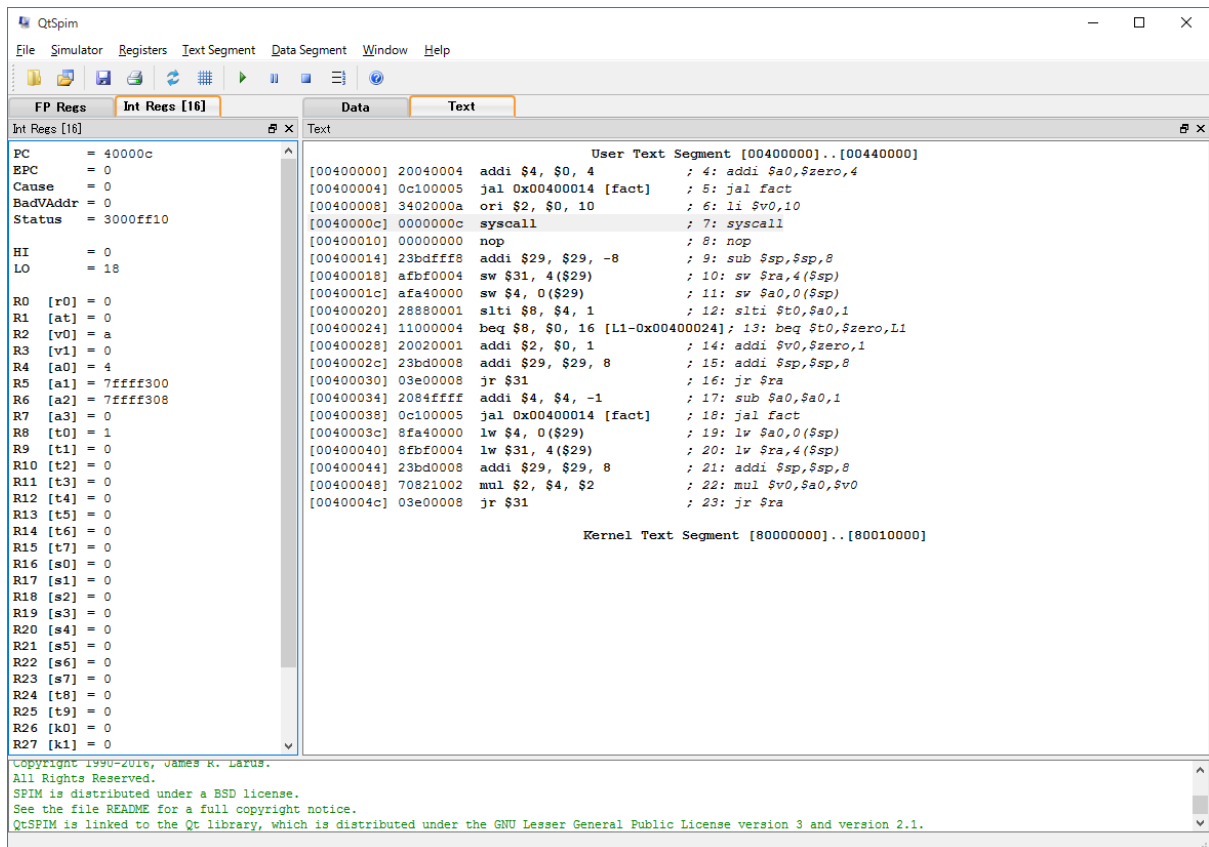 QtSpim
File Simulator Registers Text Segment Data Segment Window Help
FP Regs Int Regs [16] Data Text
Int Regs [16] Text
PC = 40000c
EPC = 0
Cause = 0
BadVAddr = 0
Status = 3000ff10
HI = 0
LO = 18
R0 [r0] = 0
R1 [at] = 0
R2 [v0] = a
R3 [v1] = 0
R4 [a0] = 4
R5 [a1] = 7ffff300
R6 [a2] = 7ffff308
R7 [a3] = 0
R8 [t0] = 1
R9 [t1] = 0
R10 [t2] = 0
R11 [t3] = 0
R12 [t4] = 0
R13 [t5] = 0
R14 [t6] = 0
R15 [t7] = 0
R16 [s0] = 0
R17 [s1] = 0
R18 [s2] = 0
R19 [s3] = 0
R20 [s4] = 0
R21 [s5] = 0
R22 [s6] = 0
R23 [s7] = 0
R24 [t8] = 0
R25 [t9] = 0
R26 [k0] = 0
R27 [k1] = 0
User Text Segment [00400000]..[00440000]
[00400000] 20040004 addi $4, $0, 4 ; 4: addi $a0,$zero,4
[00400004] 0c100005 jal 0x00400014 [fact] ; 5: jal fact
[00400008] 3402000a ori $2, $0, 10 ; 6: li $v0,10
[0040000c] 0000000c syscall ; 7: syscall
[00400010] 00000000 nop ; 8: nop
[00400014] 23bdfff8 addi $29, $29, -8 ; 9: sub $sp,$sp,8
[00400018] afbf0004 sw $31, 4($29) ; 10: sw $ra,4($sp)
[0040001c] afa40000 sw $4, 0($29) ; 11: sw $a0,0($sp)
[00400020] 28880001 slti $8, $4, 1 ; 12: slti $t0,$a0,1
[00400024] 11000004 beq $8, $0, 16 [L1-0x00400024]; 13: beq $t0,$zero,L1
[00400028] 20020001 addi $2, $0, 1 ; 14: addi $v0,$zero,1
[0040002c] 23bd0008 addi $29, $29, 8 ; 15: addi $sp,$sp,8
[00400030] 03e00008 jr $31 ; 16: jr $ra
[00400034] 2084ffff addi $4, $4, -1 ; 17: sub $a0,$a0,1
[00400038] 0c100005 jal 0x00400014 [fact] ; 18: jal fact
[0040003c] 8fa40000 lw $4, 0($29) ; 19: lw $a0,0($sp)
[00400040] 8fbf0004 lw $31, 4($29) ; 20: lw $ra,4($sp)
[00400044] 23bd0008 addi $29, $29, 8 ; 21: addi $sp,$sp,8
[00400048] 70821002 mul $2, $4, $2 ; 22: mul $v0,$a0,$v0
[0040004c] 03e00008 jr $31 ; 23: jr $ra
Kernel Text Segment [80000000]..[80010000]
Copyright 1990-2016, James R. Larus.
All Rights Reserved.
SPIM is distributed under a BSD license.
See the file README for a full copyright notice.
QtSPIM is linked to the Qt library, which is distributed under the GNU Lesser General Public License version 3 and version 2.1.